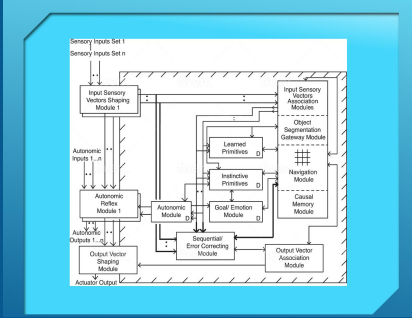 Sensory Inputs Set 1
Sensory Inputs Set n
Input Sensory
Vectors Shaping
Module 1
Input Sensory
Vectors
Association
Modules
Object
Segmentation
Gateway Module
Learned
Primitives
D
Autonomic
Inputs 1...n
Navigation
Module
Instinctive
Primitives
D
Causal
Memory
Module
Autonomic
Reflex
Module 1
Autonomic
Module
D
Goal/ Emotion
Module
D
Autonomic
Outputs 1...n
Sequential/
Error Correcting
Module
Output Vector
Shaping
Module
Output Vector
Association
Module
Actuator Output